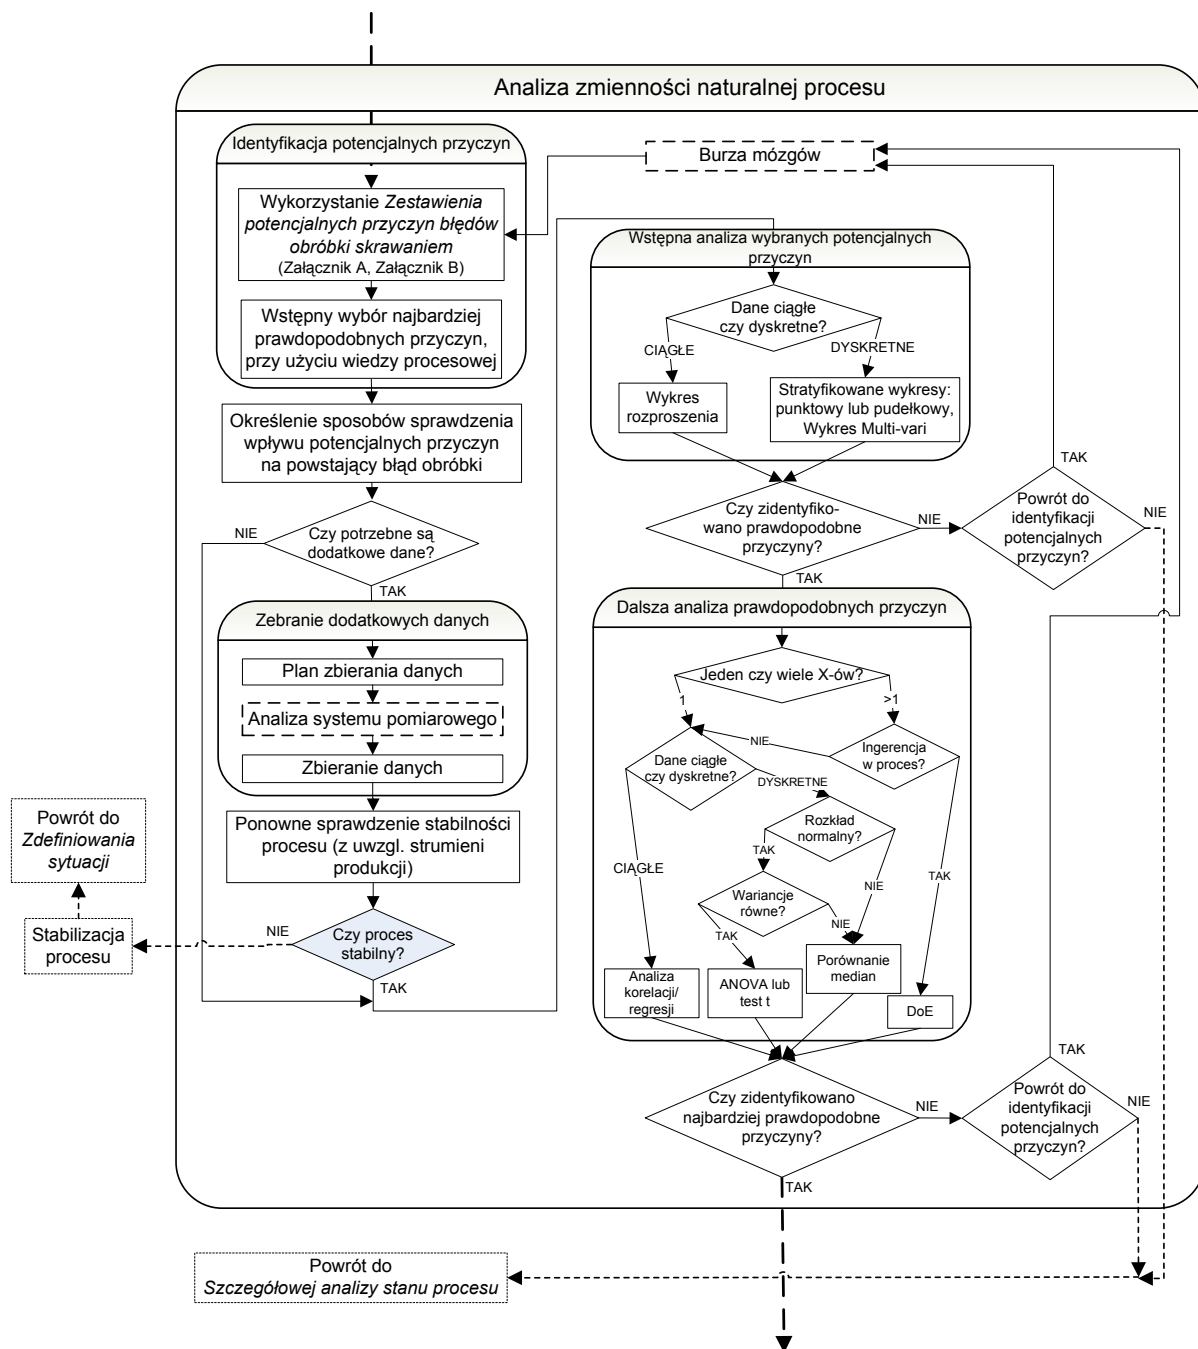 Analiza zmienności naturalnej procesu
Identyfikacja potencjalnych przyczyn
Wykorzystanie Zestawienia
potencjalnych przyczyn błędów
obróbki skrawaniem
(Załącznik A, Załącznik B)
Wstępny wybór najbardziej
prawdopodobnych przyczyn,
przy użyciu wiedzy procesowej
Określenie sposobów sprawdzenia
wpływu potencjalnych przyczyn
na powstający błąd obróbki
NIE
Czy potrzebne są
dodatkowe dane?
TAK
Zebranie dodatkowych danych
Plan zbierania danych
Analiza systemu pomiarowego
Zbieranie danych
Ponowne sprawdzenie stabilności
procesu (z uwzgl. strumieni
produkcji)
Powrót do
Zdefiniowania
sytuacji
Stabilizacja
procesu
NIE
Czy proces
stabilny?
TAK
Burza mózgów
Wstępna analiza wybranych potencjalnych
przyczyn
Dane ciągłe
czy dyskretne?
CIĄGŁE
DYSKRETNE
Wykres
rozproszenia
Stratyfikowane wykresy:
punktowy lub pudełkowy,
Wykres Multi-vari
Czy zidentyfiko-
wano prawdopodobne
przyczyny?
NIE
TAK
TAK
Powrót do
identyfikacji
potencjalnych
przyczyn?
NIE
Dalsza analiza prawdopodobnych przyczyn
Jeden czy wiele X-ów?
1
>1
NIE
Ingerencja
w proces?
Dane ciągłe
czy dyskretne?
DYSKRETNE
Rozkład
normalny?
TAK
CIĄGŁE
NIE
TAK
Wariancje
równe?
NIE
TAK
Analiza
korelacji/
regresji
ANOVA lub
test t
Porównanie
median
DoE
Czy zidentyfikowano
najbardziej prawdopodobne
przyczyny?
NIE
TAK
TAK
Powrót do
identyfikacji
potencjalnych
przyczyn?
NIE
Powrót do
Szczegółowej analizy stanu procesu